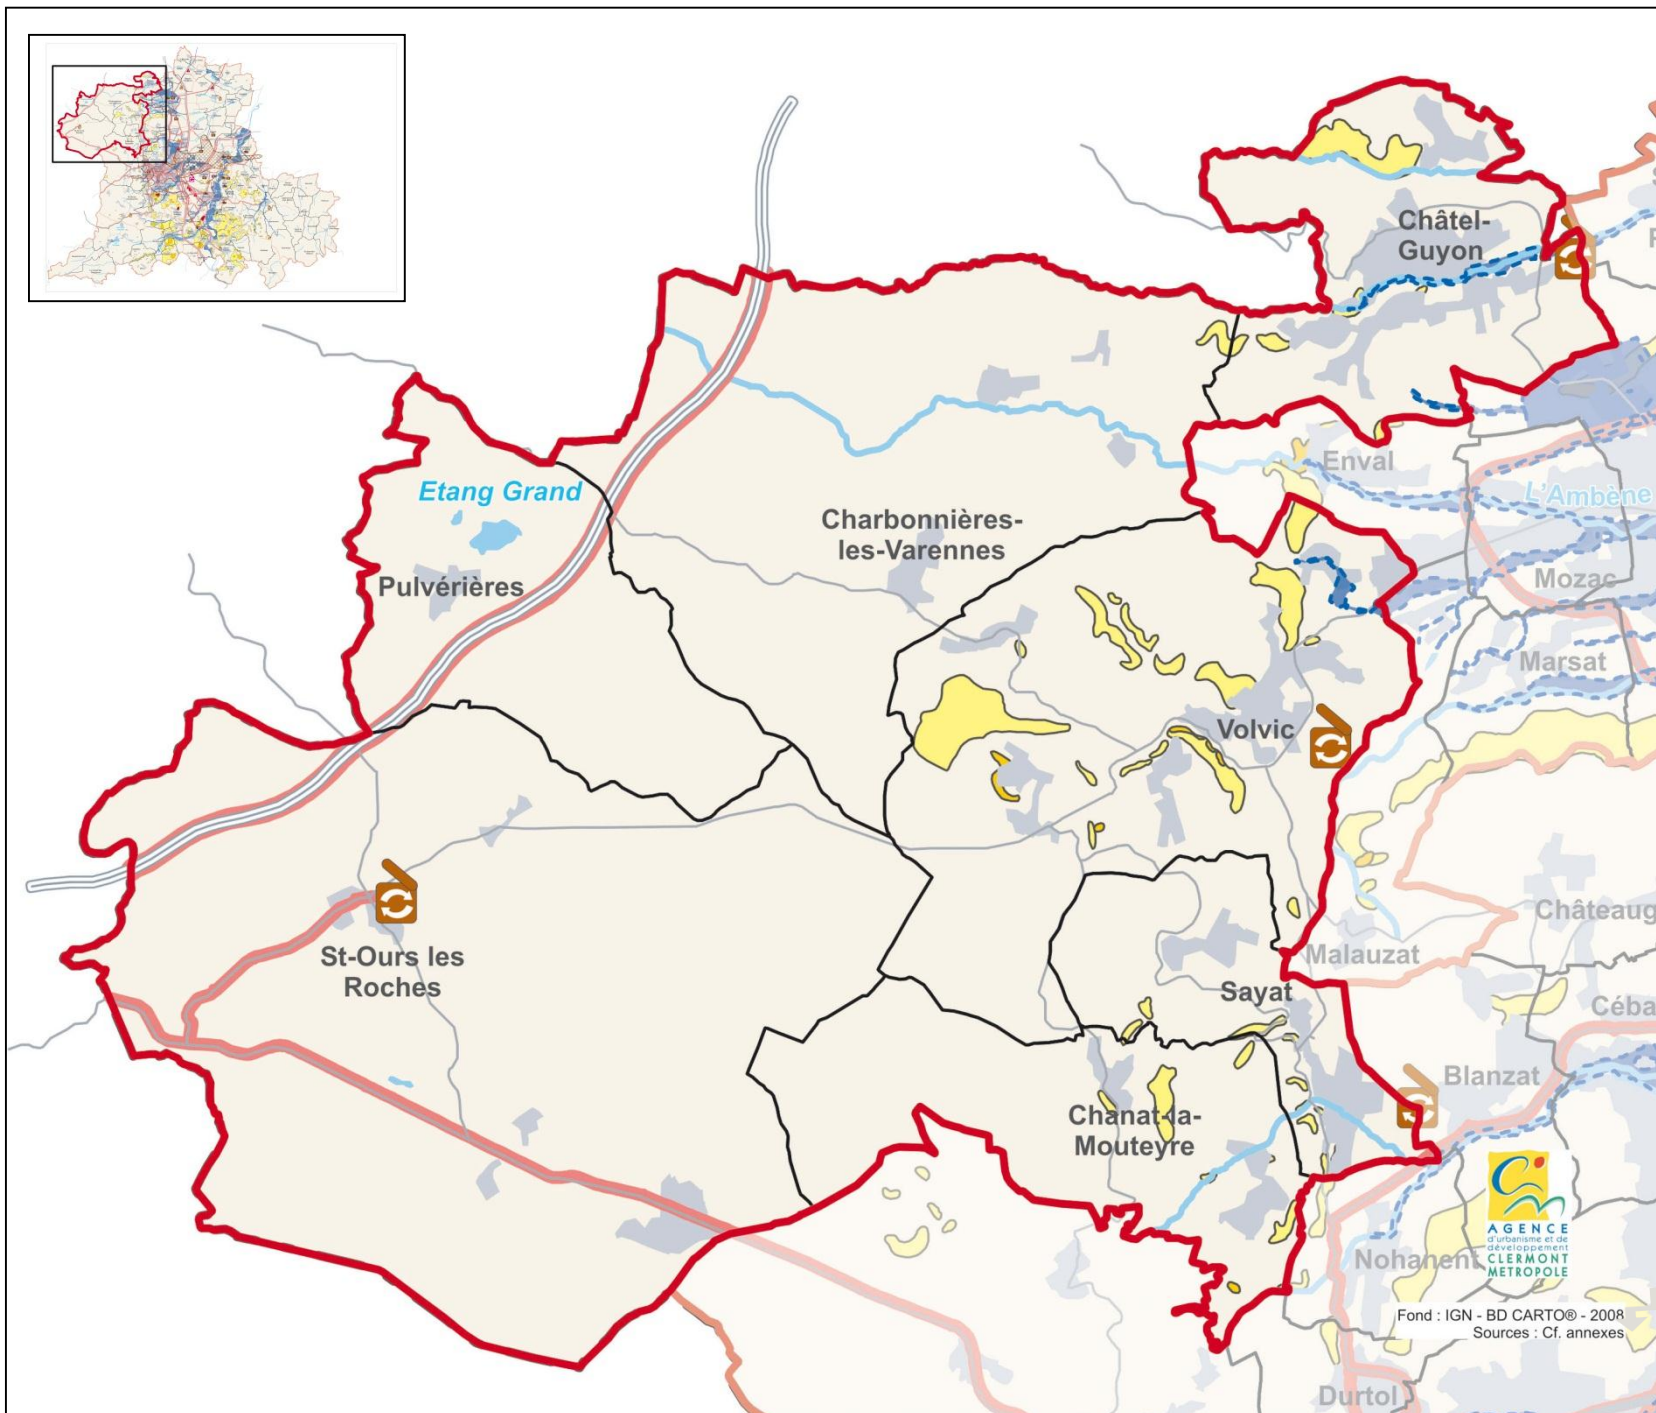 Châtel-
Guyon
Enval
L'Ambène
Etang Grand
Charbonnières-
les-Varennes
Pulvérières
Mozac
Marsat
Volvic
Châteaug
St-Ours les
Roches
Malauzat
Sayat
Céba
Blanzat
Chanat-la-
Mouteyre
AGENCE
d'urbanisme et de
développement
CLERMONT
METROPOLE
Nohanent
Fond : IGN - BD CARTO® - 2008
Sources : Cf. annexes
Durtol